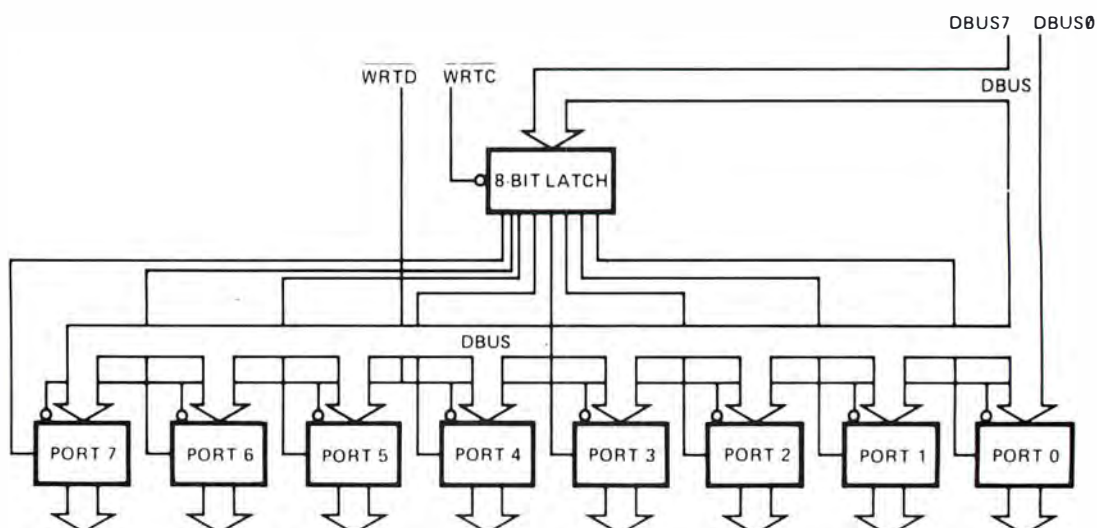 DBUS7 DBUS0
WRTD WRTC
DBUS
8-BIT LATCH
DBUS
PORT 7 PORT 6 PORT 5 PORT 4 PORT 3 PORT 2 PORT 1 PORT 0